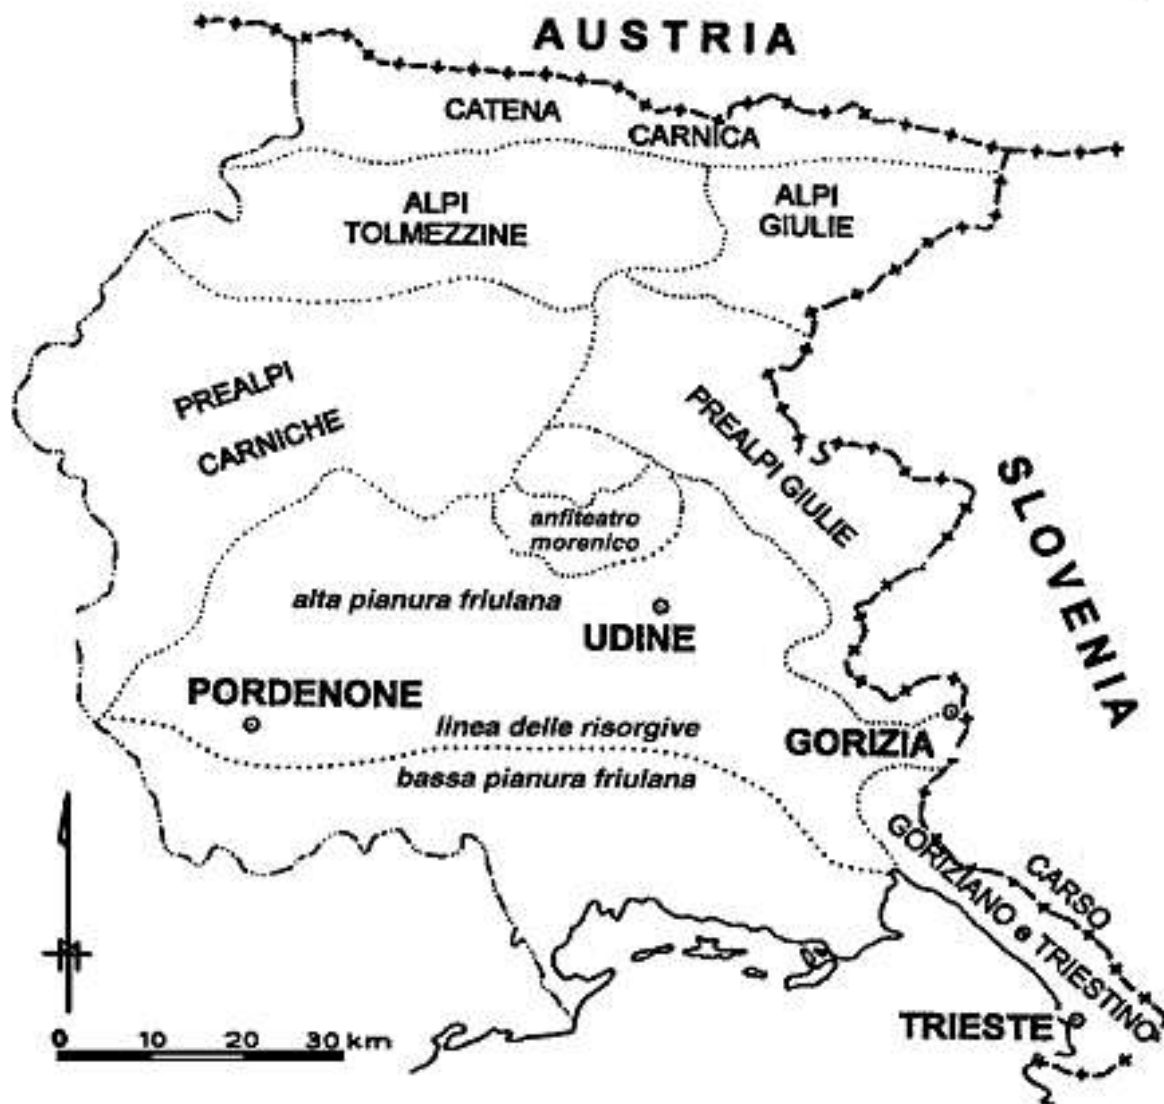 AUSTRIA
CATENA
CARNICA
ALPI
TOLMEZZINE
ALPI
GIULIE
PREALPI
CARNICHE
PREALPI GIULIE
SLOVENIA
anfiteatro
morenico
alta pianura friulana
UDINE
PORDENONE
linea delle risorgive
GORIZIA
bassa pianura friulana
CARSO
GORIZIANO e TRIESTINO
TRIESTE
0 10 20 30 km